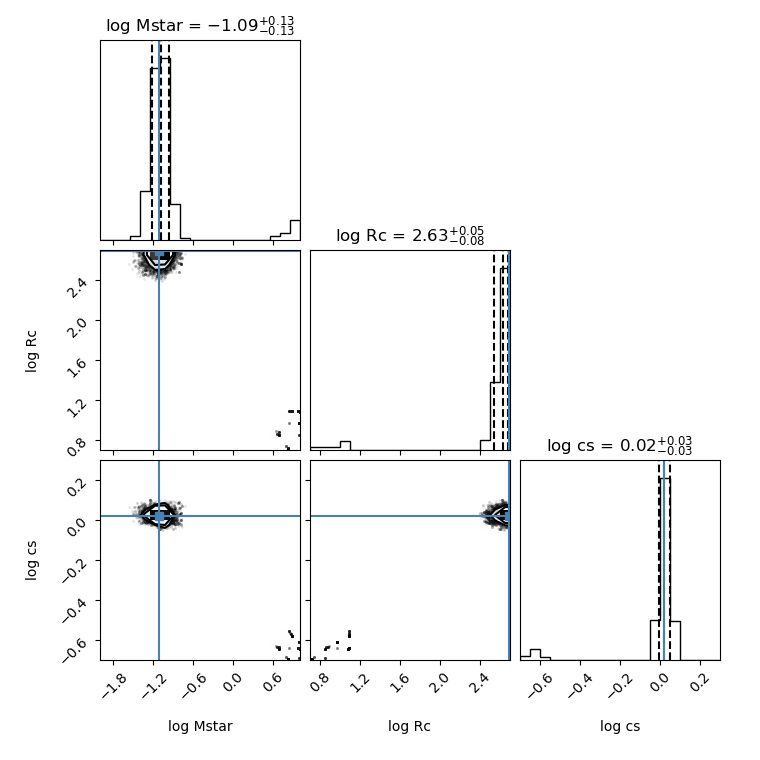 log Mstar = −1.09+0.13−0.13
log Rc = 2.63+0.05−0.08
2.4
2.0
1.6
1.2
0.8
log Rc
log cs = 0.02+0.03−0.03
0.2
0.0
−0.2
−0.4
−0.6
log cs
−1.8 −1.2 −0.6 0.0 0.6
0.8 1.2 1.6 2.0 2.4
−0.6 −0.4 −0.2 0.0 0.2
log Mstar
log Rc
log cs